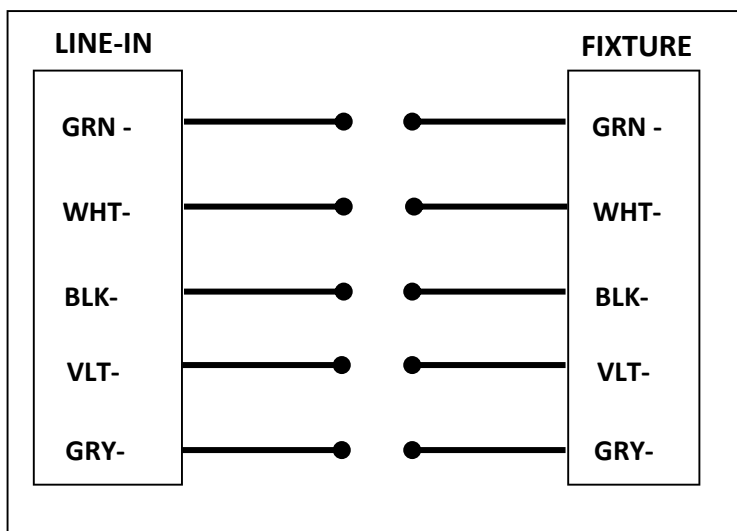 LINE-IN
FIXTURE
GRN -
GRN -
WHT-
WHT-
BLK-
BLK-
VLT-
VLT-
GRY-
GRY-